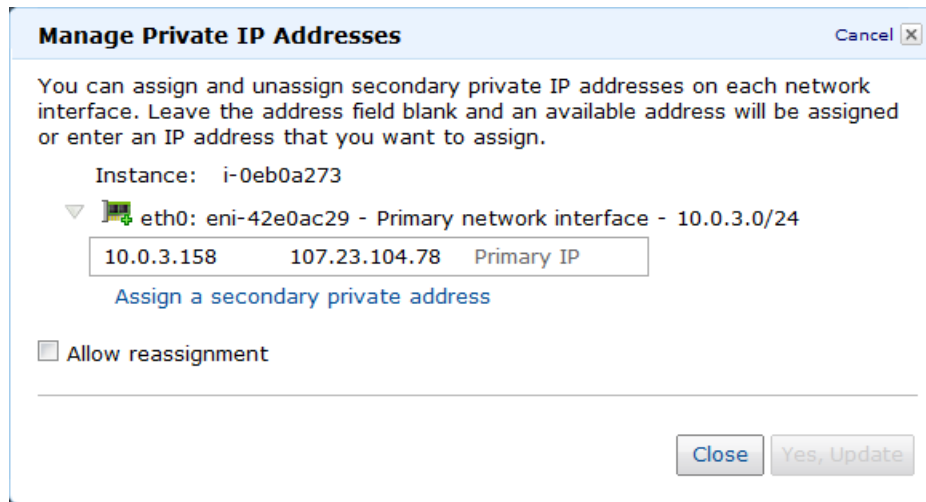 Manage Private IP Addresses
Cancel
You can assign and unassign secondary private IP addresses on each network
interface. Leave the address field blank and an available address will be assigned
or enter an IP address that you want to assign.
Instance: i-0eb0a273
eth0: eni-42e0ac29 - Primary network interface - 10.0.3.0/24
10.0.3.158 107.23.104.78 Primary IP
Assign a secondary private address
Allow reassignment
Close Yes, Update